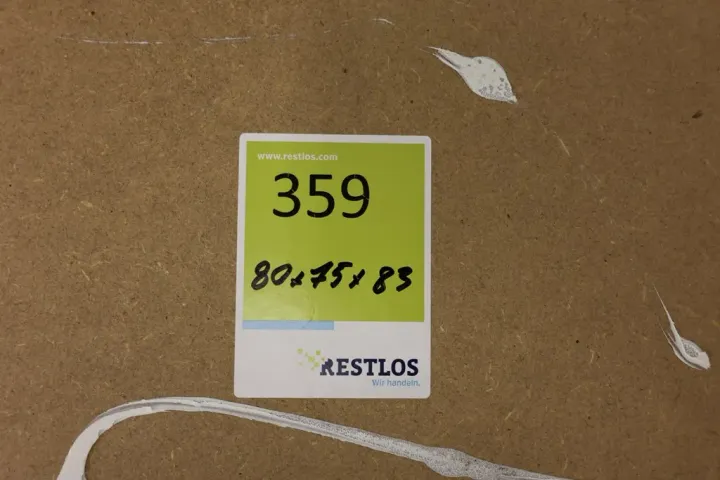 www.restlos.com
359
80x75x83
RESTLOS
Wir handeln.